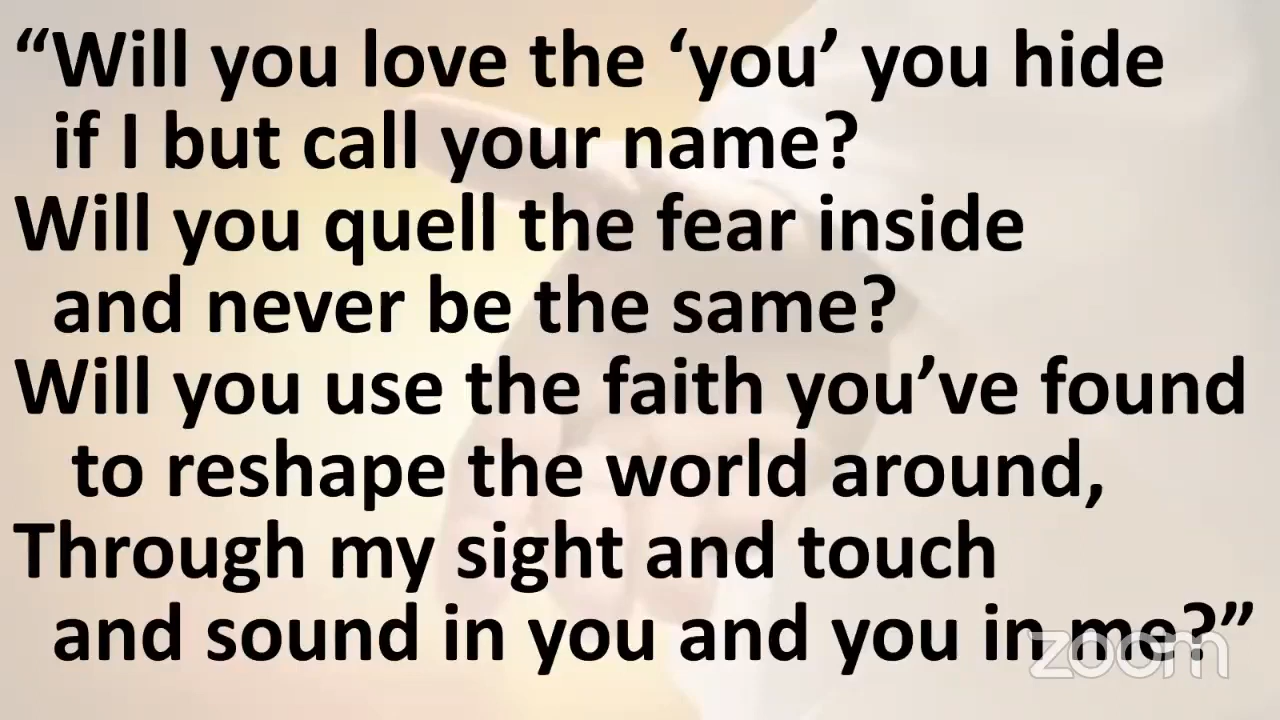 “Will you love the ‘you’ you hide
if I but call your name?
Will you quell the fear inside
and never be the same?
Will you use the faith you’ve found
to reshape the world around,
Through my sight and touch
and sound in you and you in me?”
zoom